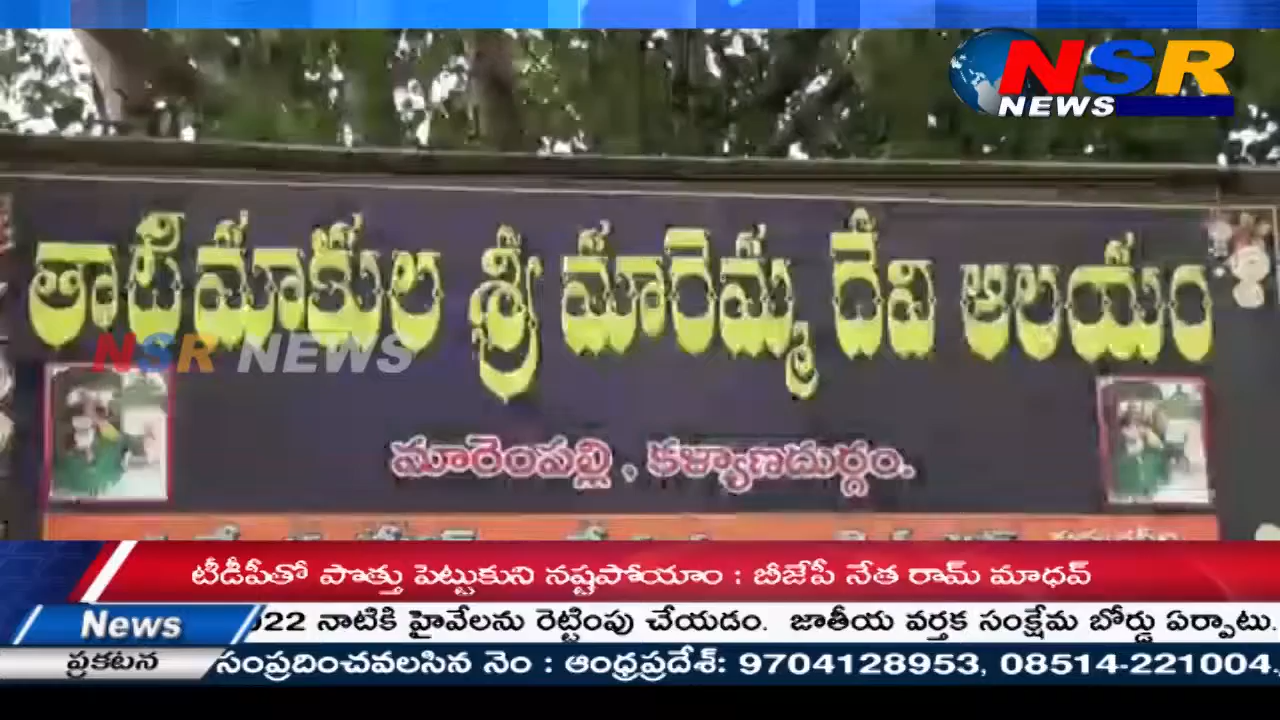 NSR
NEWS
తాటిమాకుల శ్రీ మారెమ్మ దేవి ఆలయం
NSR NEWS
మారెంపల్లి , కళ్యాణదుర్గం.
టీడీపీతో పొత్తు పెట్టుకుని నష్టపోయాం : బీజేపీ నేత రామ్ మాధవ్
News
022 నాటికి హైవేలను రెట్టింపు చేయడం. జాతీయ వర్తక సంక్షేమ బోర్డు ఏర్పాటు.
ప్రకటన
సంప్రదించవలసిన నెం : ఆంధ్రప్రదేశ్: 9704128953, 08514-221004.,